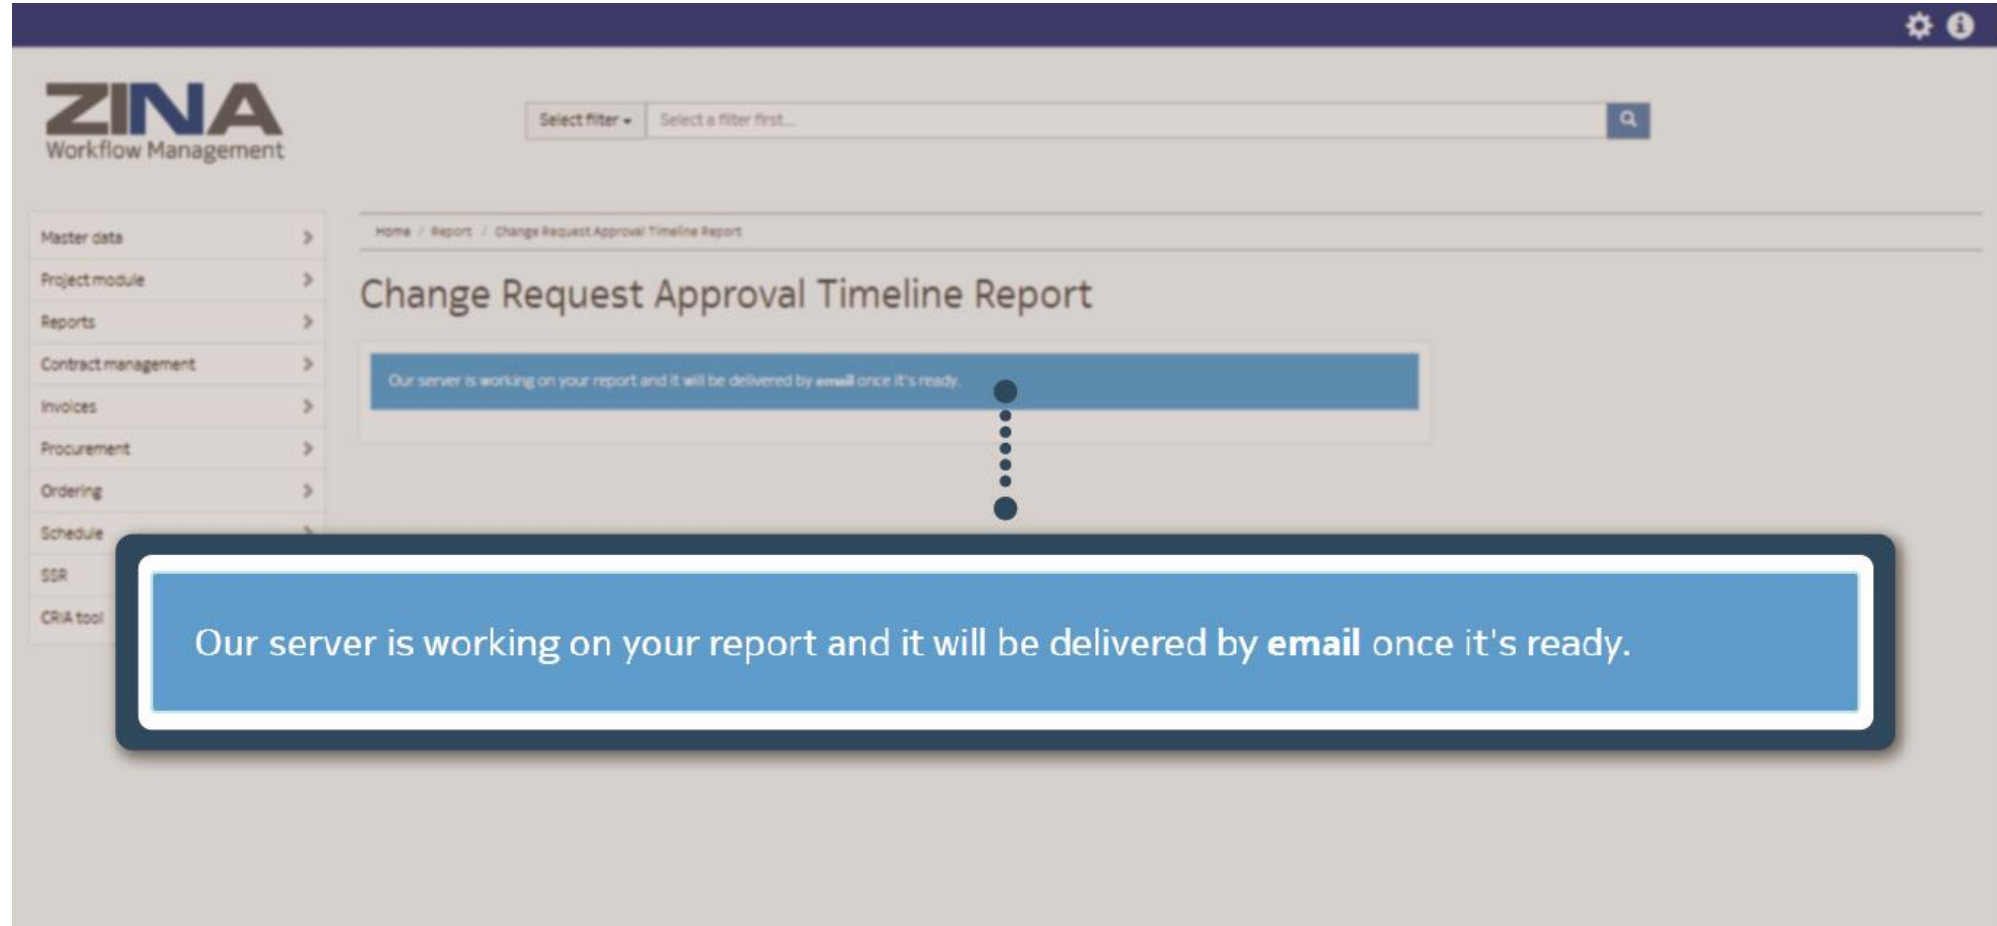 ZINA
Workflow Management
Select filter
Select a filter first...
Master data
Project module
Reports
Contract management
Invoices
Procurement
Ordering
Schedule
SSR
CRIA tool
Home / Report / Change Request Approval Timeline Report
Change Request Approval Timeline Report
Our server is working on your report and it will be delivered by email once it's ready.
Our server is working on your report and it will be delivered by email once it's ready.